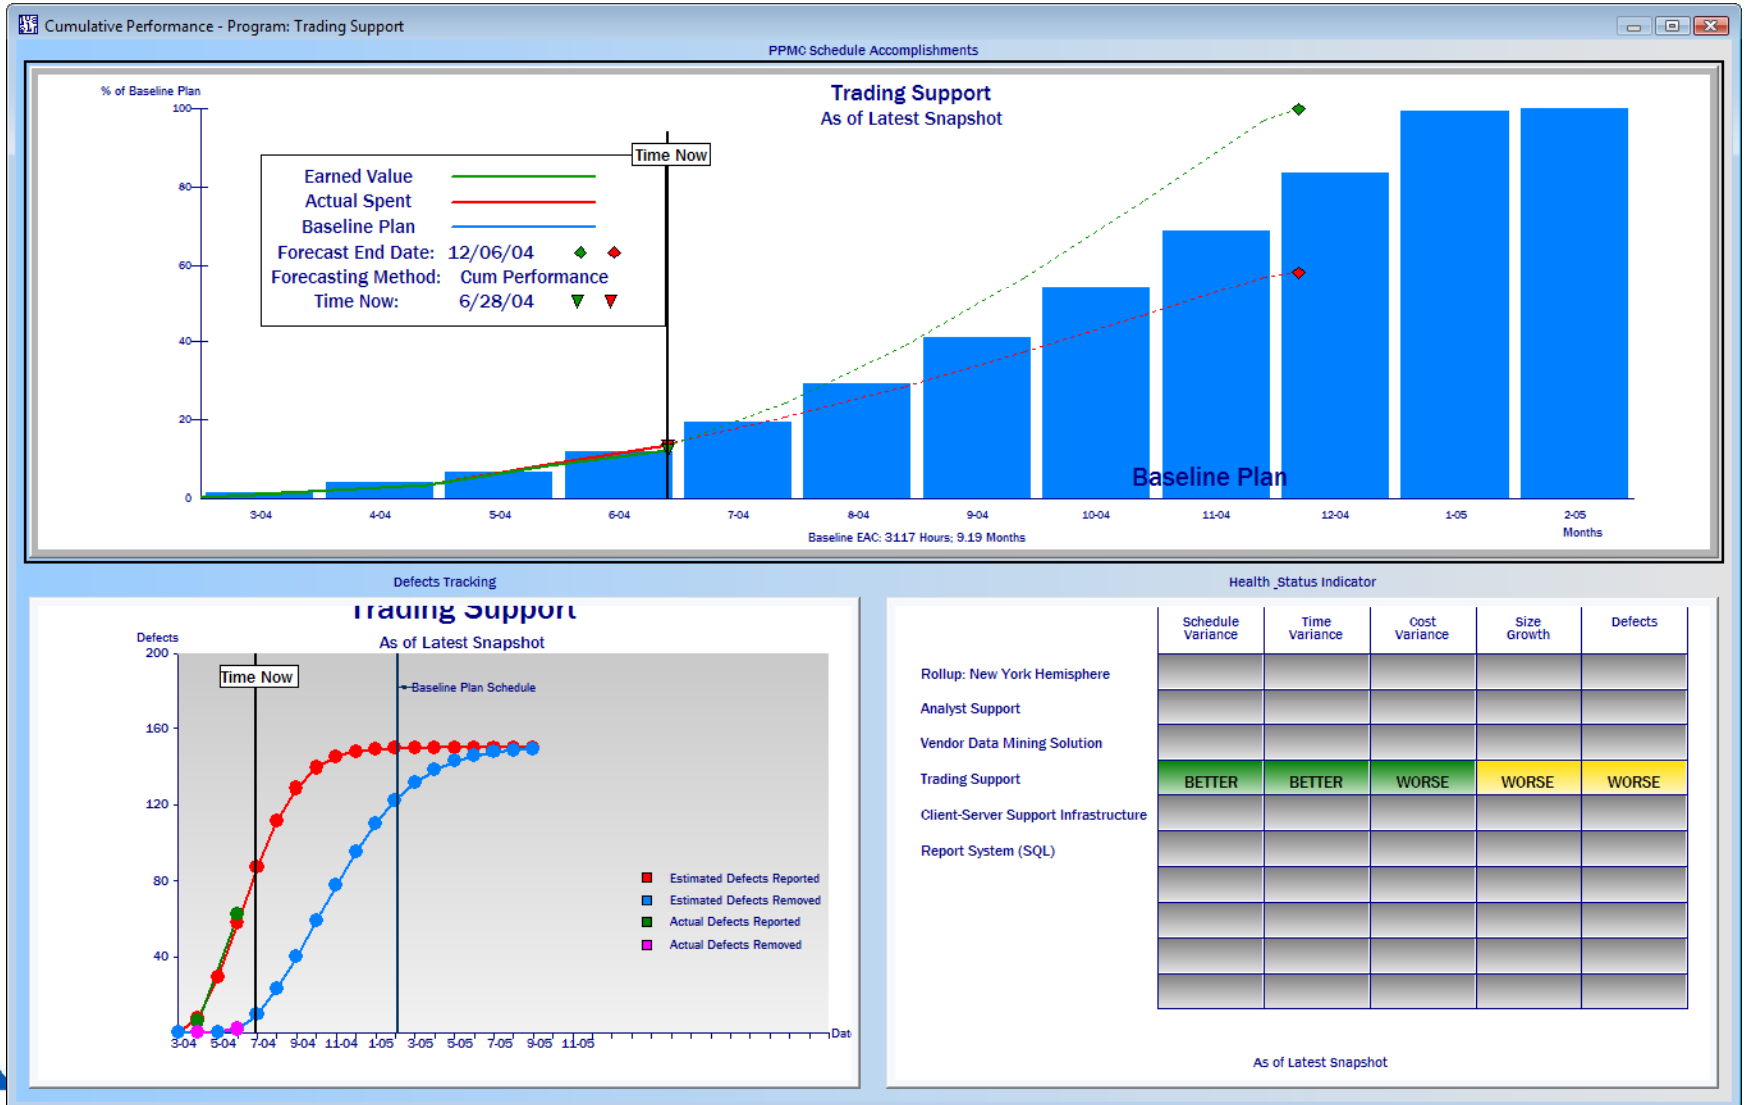 Cumulative Performance - Program: Trading Support
PPMC Schedule Accomplishments
% of Baseline Plan
Trading Support
As of Latest Snapshot
100
80
60
40
20
0
Time Now
Earned Value
Actual Spent
Baseline Plan
Forecast End Date: 12/06/04
Forecasting Method: Cum Performance
Time Now: 6/28/04
Baseline Plan
3-04 4-04 5-04 6-04 7-04 8-04 9-04 10-04 11-04 12-04 1-05 2-05
Months
Baseline EAC: 3117 Hours; 9.19 Months
Defects Tracking
Trading Support
As of Latest Snapshot
Defects
200
160
120
80
40
Time Now
Baseline Plan Schedule
Estimated Defects Reported
Estimated Defects Removed
Actual Defects Reported
Actual Defects Removed
3-04 5-04 7-04 9-04 11-04 1-05 3-05 5-05 7-05 9-05 11-05
Dat
Health_Status Indicator
Schedule Variance
Time Variance
Cost Variance
Size Growth
Defects
Rollup: New York Hemisphere
Analyst Support
Vendor Data Mining Solution
Trading Support BETTER BETTER WORSE WORSE WORSE
Client-Server Support Infrastructure
Report System (SQL)
As of Latest Snapshot